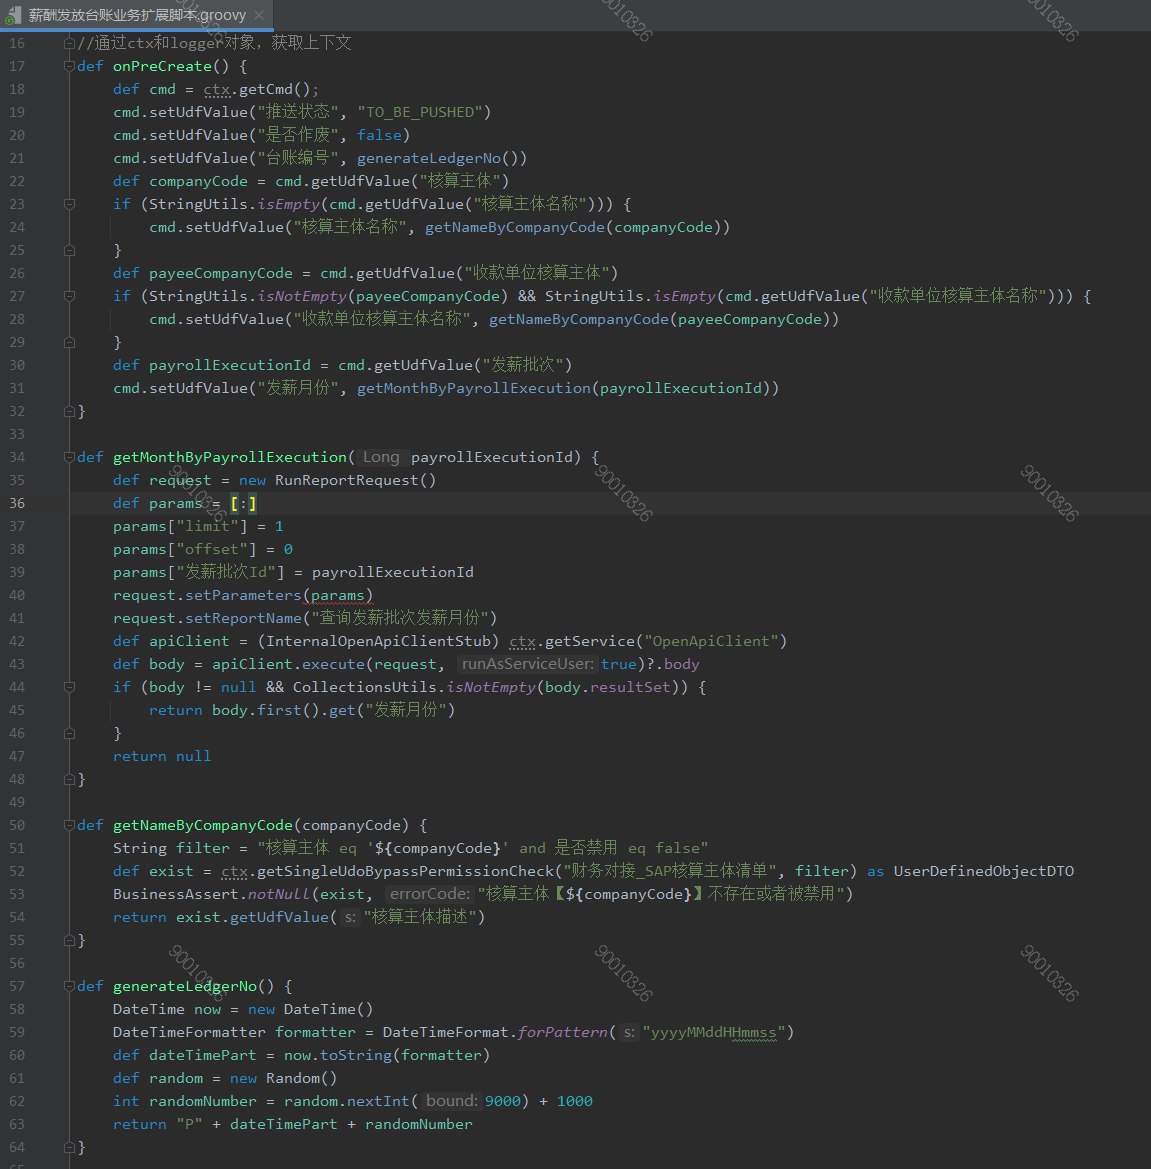 薪酬发放台账业务扩展脚本.groovy
16 //通过ctx和logger对象，获取上下文
17 def onPreCreate() {
18 def cmd = ctx.getCmd();
19 cmd.setUdfValue("推送状态", "TO_BE_PUSHED")
20 cmd.setUdfValue("是否作废", false)
21 cmd.setUdfValue("台账编号", generateLedgerNo())
22 def companyCode = cmd.getUdfValue("核算主体")
23 if (StringUtils.isEmpty(cmd.getUdfValue("核算主体名称"))) {
24 cmd.setUdfValue("核算主体名称", getNameByCompanyCode(companyCode))
25 }
26 def payeeCompanyCode = cmd.getUdfValue("收款单位核算主体")
27 if (StringUtils.isNotEmpty(payeeCompanyCode) && StringUtils.isEmpty(cmd.getUdfValue("收款单位核算主体名称"))) {
28 cmd.setUdfValue("收款单位核算主体名称", getNameByCompanyCode(payeeCompanyCode))
29 }
30 def payrollExecutionId = cmd.getUdfValue("发薪批次")
31 cmd.setUdfValue("发薪月份", getMonthByPayrollExecution(payrollExecutionId))
32 }
33
34 def getMonthByPayrollExecution( Long payrollExecutionId) {
35 def request = new RunReportRequest()
36 def params = [:]
37 params["limit"] = 1
38 params["offset"] = 0
39 params["发薪批次Id"] = payrollExecutionId
40 request.setParameters(params)
41 request.setReportName("查询发薪批次发薪月份")
42 def apiClient = (InternalOpenApiClientStub) ctx.getService("OpenApiClient")
43 def body = apiClient.execute(request, runAsServiceUser: true)?.body
44 if (body != null && CollectionsUtils.isNotEmpty(body.resultSet)) {
45 return body.first().get("发薪月份")
46 }
47 return null
48 }
49
50 def getNameByCompanyCode(companyCode) {
51 String filter = "核算主体 eq '${companyCode}' and 是否禁用 eq false"
52 def exist = ctx.getSingleUdoBypassPermissionCheck("财务对接_SAP核算主体清单", filter) as UserDefinedObjectDTO
53 BusinessAssert.notNull(exist, errorCode: "核算主体【${companyCode}】不存在或者被禁用")
54 return exist.getUdfValue( s: "核算主体描述")
55 }
56
57 def generateLedgerNo() {
58 DateTime now = new DateTime()
59 DateTimeFormatter formatter = DateTimeFormat.forPattern( s: "yyyyMMddHHmmss")
60 def dateTimePart = now.toString(formatter)
61 def random = new Random()
62 int randomNumber = random.nextInt( bound: 9000) + 1000
63 return "P" + dateTimePart + randomNumber
64 }
90010326
90010326
90010326
90010326
90010326
90010326
90010326
90010326
90010326